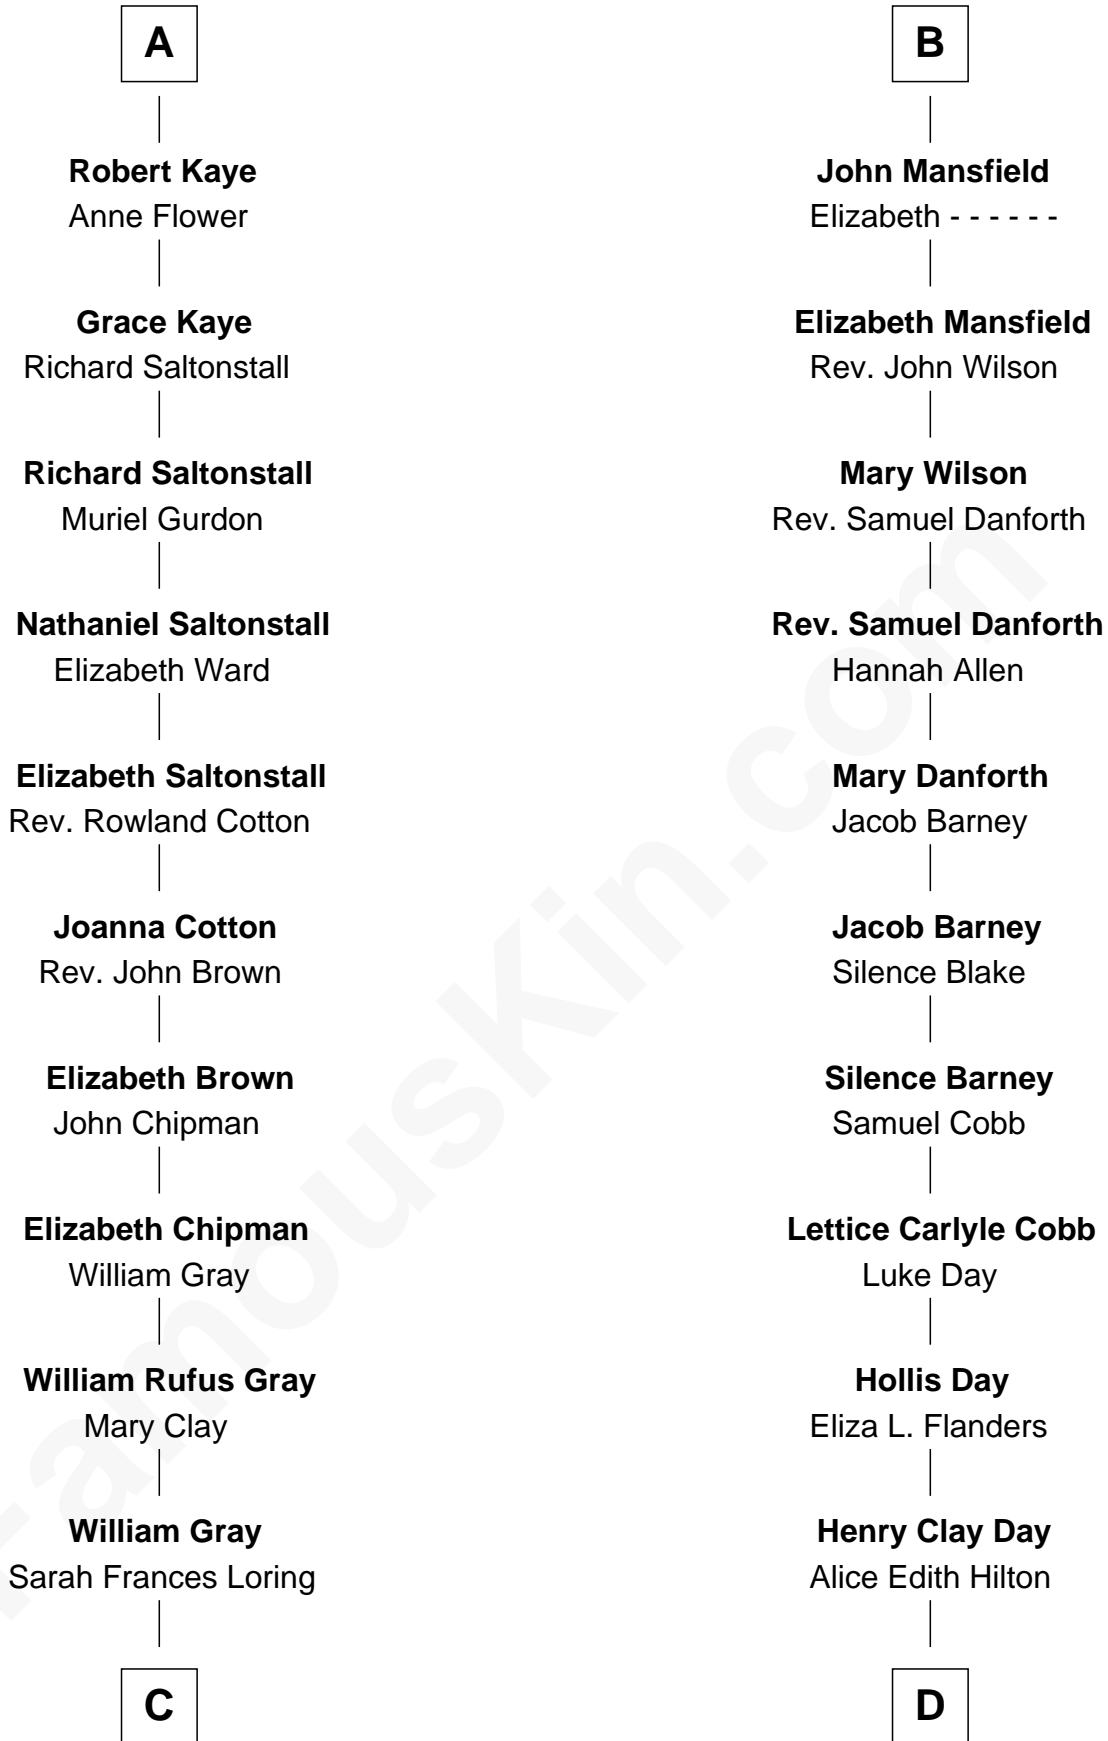 A
Robert Kaye
Anne Flower
Grace Kaye
Richard Saltonstall
Richard Saltonstall
Muriel Gurdon
Nathaniel Saltonstall
Elizabeth Ward
Elizabeth Saltonstall
Rev. Rowland Cotton
Joanna Cotton
Rev. John Brown
Elizabeth Brown
John Chipman
Elizabeth Chipman
William Gray
William Rufus Gray
Mary Clay
William Gray
Sarah Frances Loring
C
B
John Mansfield
Elizabeth - - - - - -
Elizabeth Mansfield
Rev. John Wilson
Mary Wilson
Rev. Samuel Danforth
Rev. Samuel Danforth
Hannah Allen
Mary Danforth
Jacob Barney
Jacob Barney
Silence Blake
Silence Barney
Samuel Cobb
Lettice Carlyle Cobb
Luke Day
Hollis Day
Eliza L. Flanders
Henry Clay Day
Alice Edith Hilton
D
FamousKin.com